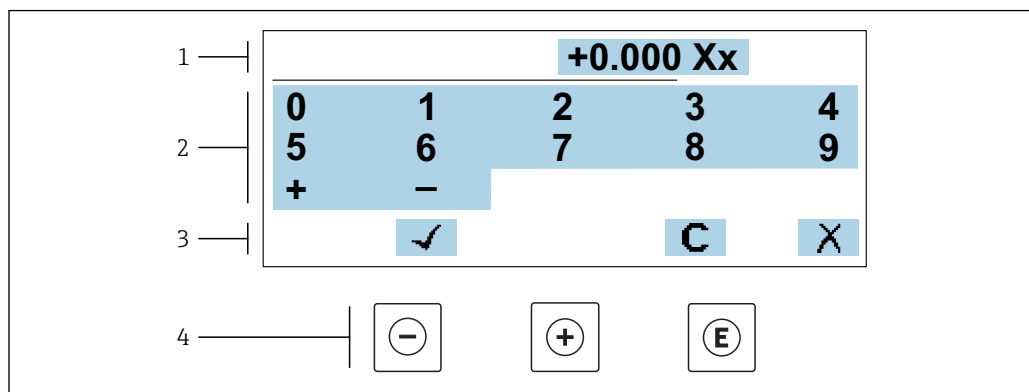 1 +0.000 Xx
0 1 2 3 4
2 5 6 7 8 9
+ −
3 ✓ C X
4 − + E